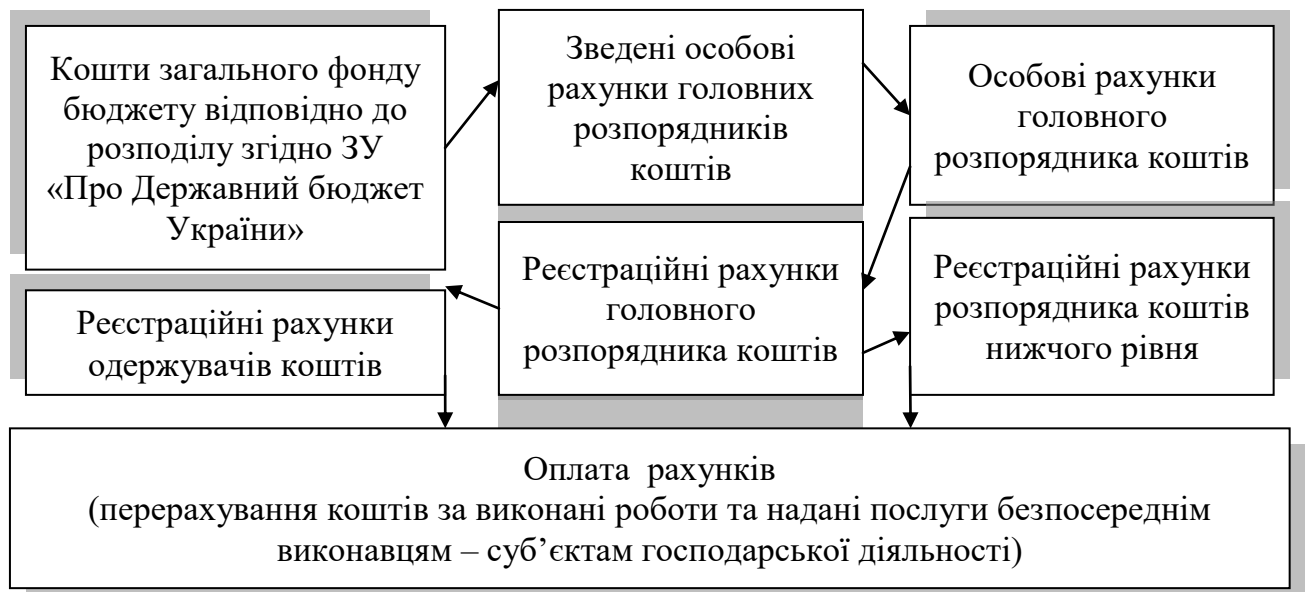 Кошти загального фонду
бюджету відповідно до
розподілу згідно ЗУ
«Про Державний бюджет
України»
Зведені особові
рахунки головних
розпорядників
коштів
Особові рахунки
головного
розпорядника коштів
Реєстраційні рахунки
одержувачів коштів
Реєстраційні рахунки
головного
розпорядника коштів
Реєстраційні рахунки
розпорядника коштів
нижчого рівня
Оплата рахунків
(перерахування коштів за виконані роботи та надані послуги безпосереднім
виконавцям – суб’єктам господарської діяльності)